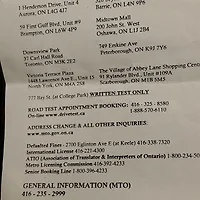 1 Henderson Drive, Unit 4
Aurora, ON L4G 4J7
Barrie, ON L4N 9P6
59 First Gulf Blvd., Unit #9
Brampton, ON L6W 4P9
Midtown Mall
200 John St. West
Oshawa, ON L1J 2B4
Downsview Park
37 Carl Hall Road
Toronto, ON M3K 2E2
749 Erskine Ave
Peterborough, ON K9J 7Y6
Victoria Terrace Plaza
1448 Lawrence Ave E., Unit 15
North York, ON
The Village of Abbey Lane Shopping Centre
91 Rylander Blvd., Unit #109A
Scarborough, ON M1B 5M5
777 Bay St. (at College Park) WRITTEN TEST ONLY
ROAD TEST APPOINTMENT BOOKING: 416 - 325 - 8580
On-line www.drivetest.ca 1-888-570-6110
ADDRESS CHANGE & ALL OTHER INQUIRIES:
www.mto.gov.on.ca
Defaulted Fines - 2700 Eglinton Ave E (at Keele) 416-338-7320
International License 416-221-4300
ATIO (Association of Translator & Interpreters of Ontario) 1-800-234-50
Metro Licensing Commission 416-392-4233
Senior Booking Line 1-800-396-4233
GENERAL INFORMATION (MTO)
416 - 235 - 2999